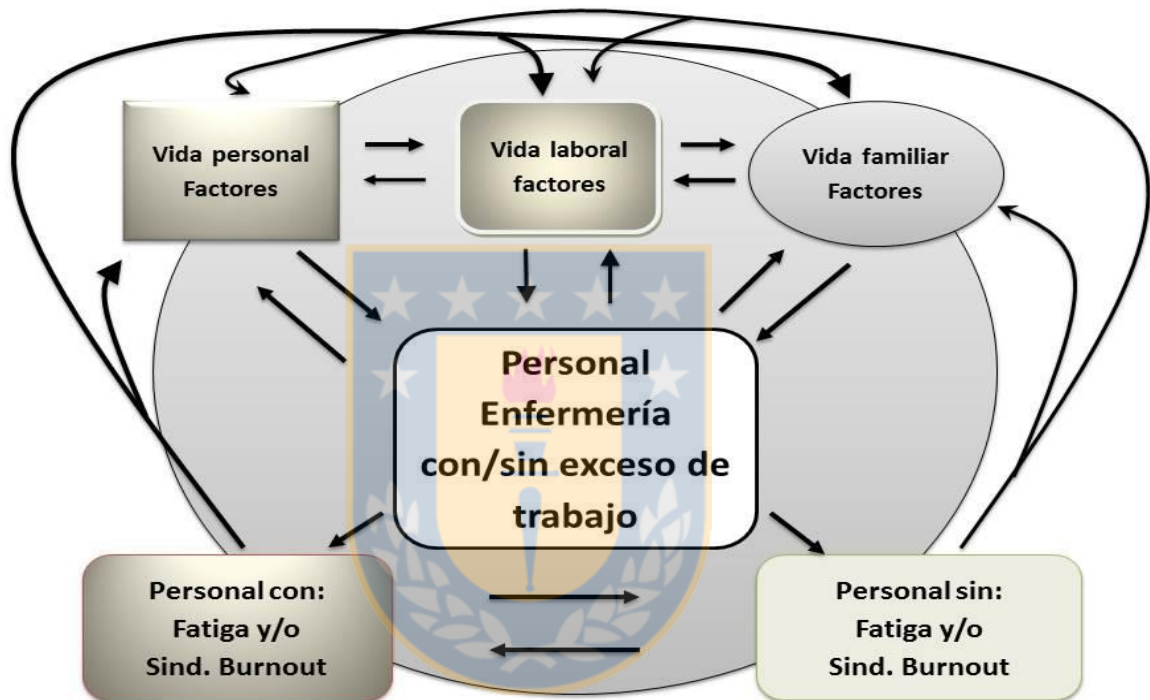 Vida personal
Factores
Vida laboral
factores
Vida familiar
Factores
Personal
Enfermería
con/sin exceso de
trabajo
Personal con:
Fatiga y/o
Sind. Burnout
Personal sin:
Fatiga y/o
Sind. Burnout